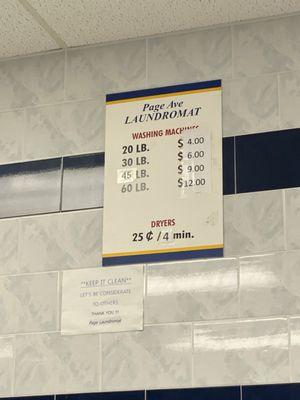 Page Ave
LAUNDROMAT
WASHING MACHINES
20 LB. $ 4.00
30 LB. $ 6.00
45 LB. $ 9.00
60 LB. $12.00
DRYERS
25 ¢ / 4 min.
**KEEP IT CLEAN**
LET'S BE CONSIDERATE
TO OTHERS
THANK YOU !!!
Page Laundromat